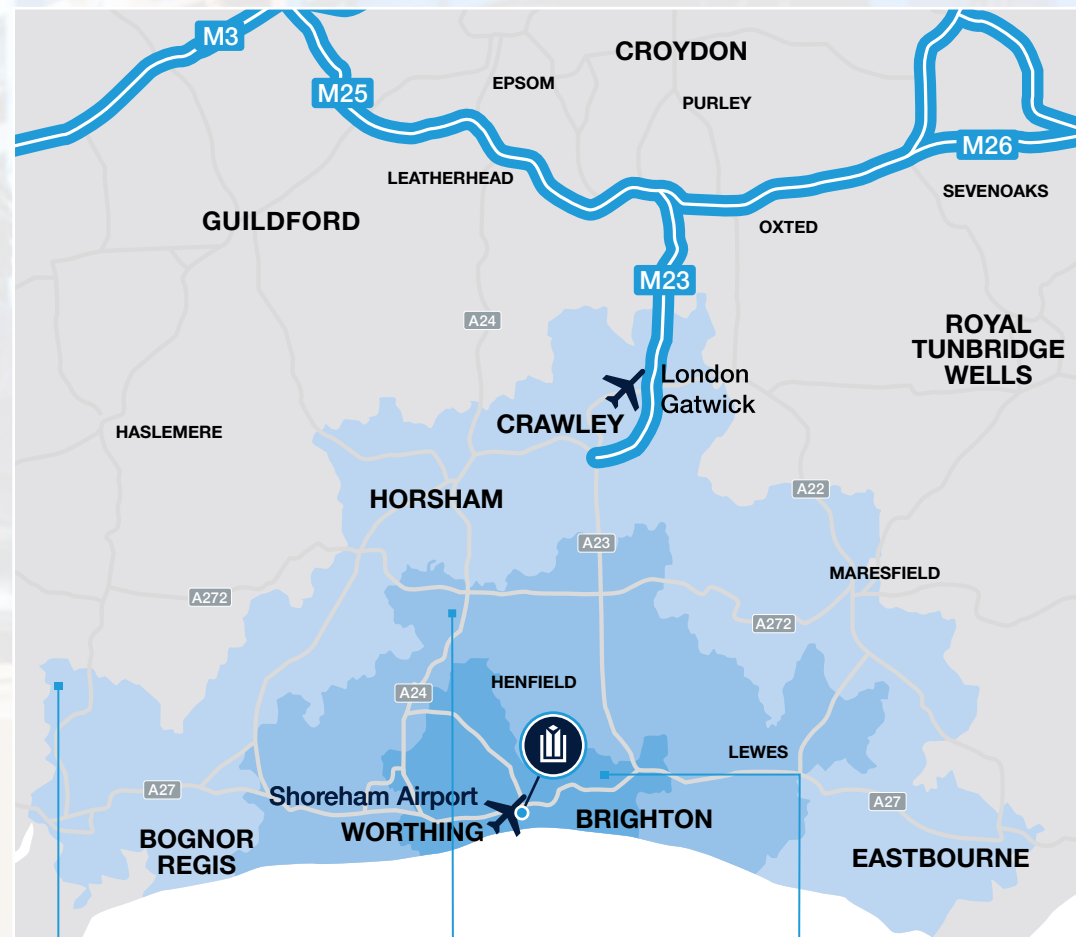 M3
CROYDON
EPSOM
M25
PURLEY
M26
LEATHERHEAD
SEVENOAKS
GUILDFORD
OXTED
M23
A24
ROYAL
TUNBRIDGE
WELLS
London
Gatwick
CRAWLEY
HASLEMERE
HORSHAM
A22
A23
MARESFIELD
A272
A272
HENFIELD
A24
LEWES
A27
Shoreham Airport
A27
WORTHING
BRIGHTON
BOGNOR
REGIS
EASTBOURNE